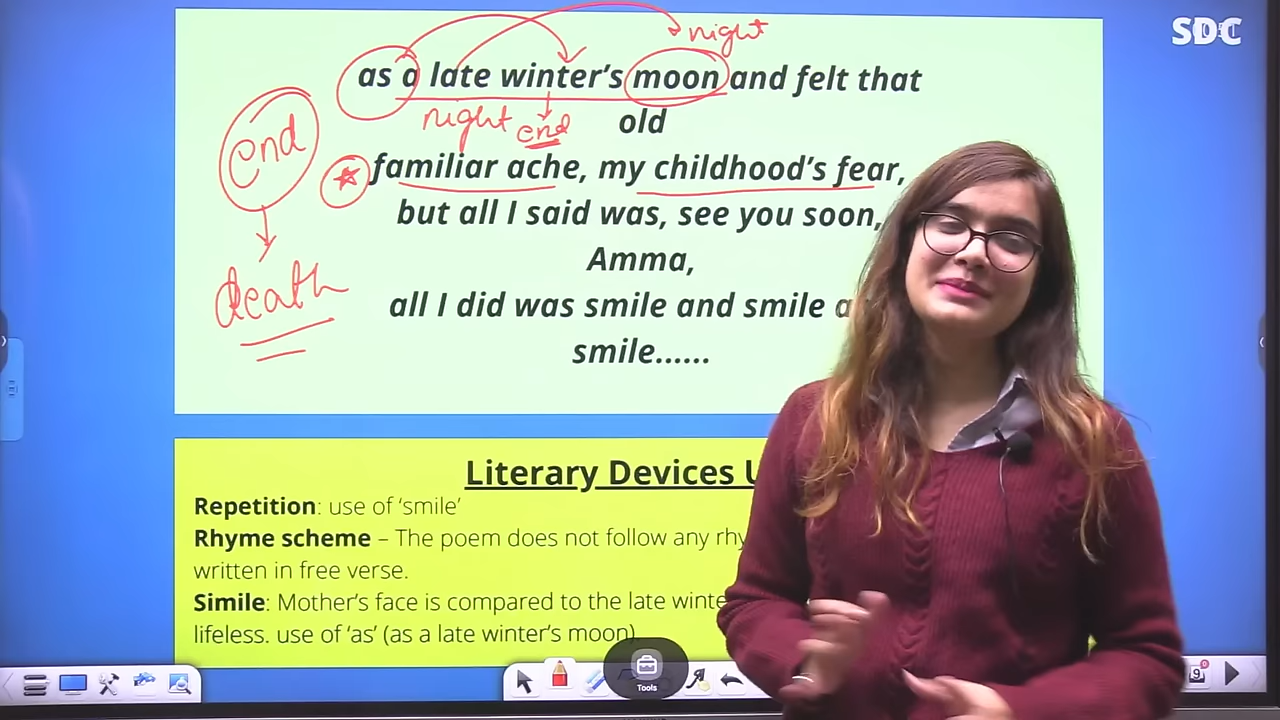 SDC
night
as a late winter's moon and felt that
night end
old
end
familiar ache, my childhood's fear,
but all I said was, see you soon,
Amma,
death
all I did was smile and smile a
smile......
Literary Devices U
Repetition: use of 'smile'
Rhyme scheme – The poem does not follow any rhy
written in free verse.
Simile: Mother's face is compared to the late winte
lifeless. use of 'as' (as a late winter's moon).
Tools